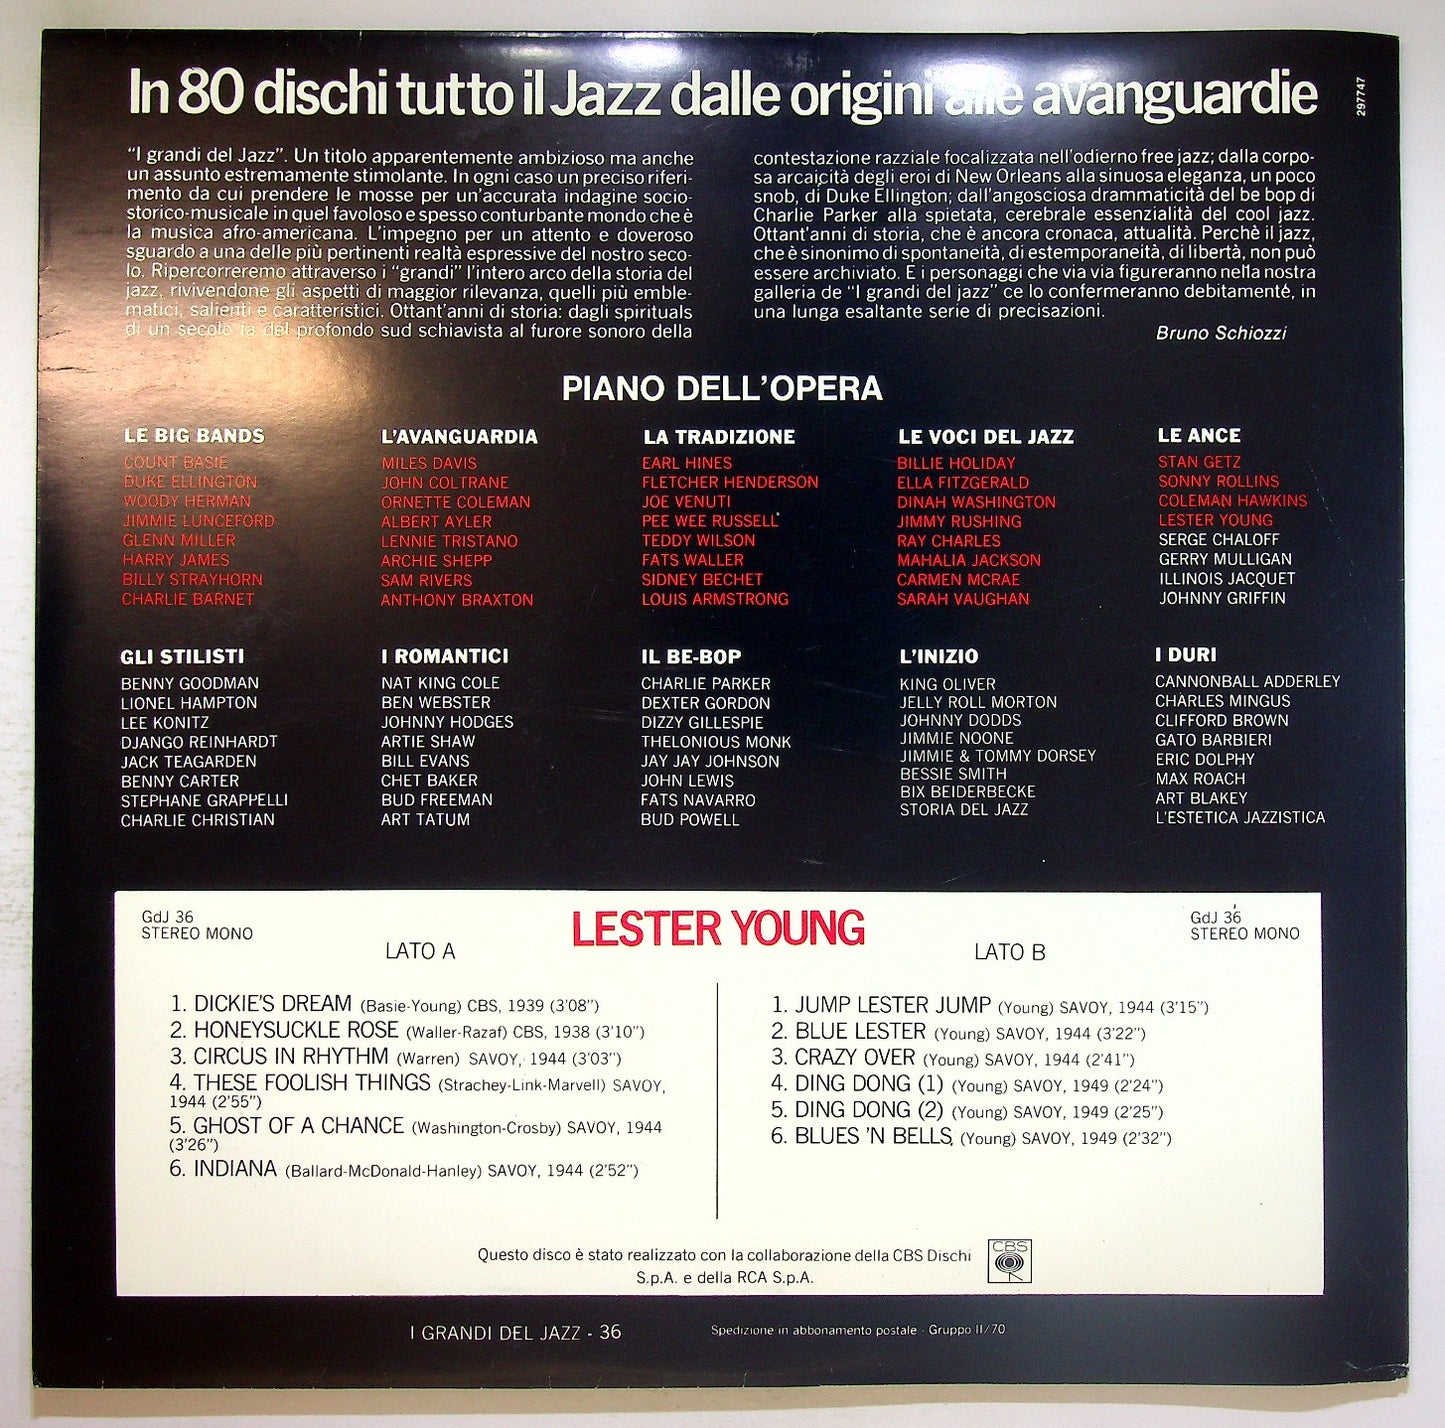 In 80 dischi tutto il Jazz dalle origini alle avanguardie
297747
“I grandi del Jazz”. Un titolo apparentemente ambizioso ma anche
un assunto estremamente stimolante. In ogni caso un preciso riferi-
mento da cui prendere le mosse per un’accurata indagine socio-
storico-musicale in quel favoloso e spesso conturbante mondo che è
la musica afro-americana. L’impegno per un attento e doveroso
sguardo a una delle più pertinenti realtà espressive del nostro seco-
lo. Ripercorreremo attraverso i “grandi” l’intero arco della storia del
jazz, rivivendone gli aspetti di maggior rilevanza, quelli più emble-
matici, salienti e caratteristici. Ottant’anni di storia: dagli spirituals
di un secolo fa del profondo sud schiavista al furore sonoro della
contestazione razziale focalizzata nell’odierno free jazz; dalla corpo-
sa arcaicità degli eroi di New Orleans alla sinuosa eleganza, un poco
snob, di Duke Ellington; dall’angosciosa drammaticità del be bop di
Charlie Parker alla spietata, cerebrale essenzialità del cool jazz.
Ottant’anni di storia, che è ancora cronaca, attualità. Perchè il jazz,
che è sinonimo di spontaneità, di estemporaneità, di libertà, non può
essere archiviato. E i personaggi che via via figureranno nella nostra
galleria de “I grandi del jazz” ce lo confermeranno debitamente, in
una lunga esaltante serie di precisazioni.
Bruno Schiozzi
PIANO DELL’OPERA
LE BIG BANDS
COUNT BASIE
DUKE ELLINGTON
WOODY HERMAN
JIMMIE LUNCEFORD
GLENN MILLER
HARRY JAMES
BILLY STRAYHORN
CHARLIE BARNET
L’AVANGUARDIA
MILES DAVIS
JOHN COLTRANE
ORNETTE COLEMAN
ALBERT AYLER
LENNIE TRISTANO
ARCHIE SHEPP
SAM RIVERS
ANTHONY BRAXTON
LA TRADIZIONE
EARL HINES
FLETCHER HENDERSON
JOE VENUTI
PEE WEE RUSSELL
TEDDY WILSON
FATS WALLER
SIDNEY BECHET
LOUIS ARMSTRONG
LE VOCI DEL JAZZ
BILLIE HOLIDAY
ELLA FITZGERALD
DINAH WASHINGTON
JIMMY RUSHING
RAY CHARLES
MAHALIA JACKSON
CARMEN MCRAE
SARAH VAUGHAN
LE ANCE
STAN GETZ
SONNY ROLLINS
COLEMAN HAWKINS
LESTER YOUNG
SERGE CHALOFF
GERRY MULLIGAN
ILLINOIS JACQUET
JOHNNY GRIFFIN
GLI STILISTI
BENNY GOODMAN
LIONEL HAMPTON
LEE KONITZ
DJANGO REINHARDT
JACK TEAGARDEN
BENNY CARTER
STEPHANE GRAPPELLI
CHARLIE CHRISTIAN
I ROMANTICI
NAT KING COLE
BEN WEBSTER
JOHNNY HODGES
ARTIE SHAW
BILL EVANS
CHET BAKER
BUD FREEMAN
ART TATUM
IL BE-BOP
CHARLIE PARKER
DEXTER GORDON
DIZZY GILLESPIE
THELONIOUS MONK
JAY JAY JOHNSON
JOHN LEWIS
FATS NAVARRO
BUD POWELL
L’INIZIO
KING OLIVER
JELLY ROLL MORTON
JOHNNY DODDS
JIMMIE NOONE
JIMMIE & TOMMY DORSEY
BESSIE SMITH
BIX BEIDERBECKE
STORIA DEL JAZZ
I DURI
CANNONBALL ADDERLEY
CHARLES MINGUS
CLIFFORD BROWN
GATO BARBIERI
ERIC DOLPHY
MAX ROACH
ART BLAKEY
L’ESTETICA JAZZISTICA
GdJ 36
STEREO MONO
LESTER YOUNG
GdJ 36
STEREO MONO
LATO A
1. DICKIE’S DREAM (Basie-Young) CBS, 1939 (3’08”)
2. HONEYSUCKLE ROSE (Waller-Razaf) CBS, 1938 (3’10”)
3. CIRCUS IN RHYTHM (Warren) SAVOY, 1944 (3’03”)
4. THESE FOOLISH THINGS (Strachey-Link-Marvell) SAVOY,
1944 (2’55”)
5. GHOST OF A CHANCE (Washington-Crosby) SAVOY, 1944
(3’26”)
6. INDIANA (Ballard-McDonald-Hanley) SAVOY, 1944 (2’52”)
LATO B
1. JUMP LESTER JUMP (Young) SAVOY, 1944 (3’15”)
2. BLUE LESTER (Young) SAVOY, 1944 (3’22”)
3. CRAZY OVER (Young) SAVOY, 1944 (2’41”)
4. DING DONG (1) (Young) SAVOY, 1949 (2’24”)
5. DING DONG (2) (Young) SAVOY, 1949 (2’25”)
6. BLUES ’N BELLS, (Young) SAVOY, 1949 (2’32”)
Questo disco è stato realizzato con la collaborazione della CBS Dischi
S.p.A. e della RCA S.p.A.
CBS
I GRANDI DEL JAZZ - 36
Spedizione in abbonamento postale - Gruppo II/70